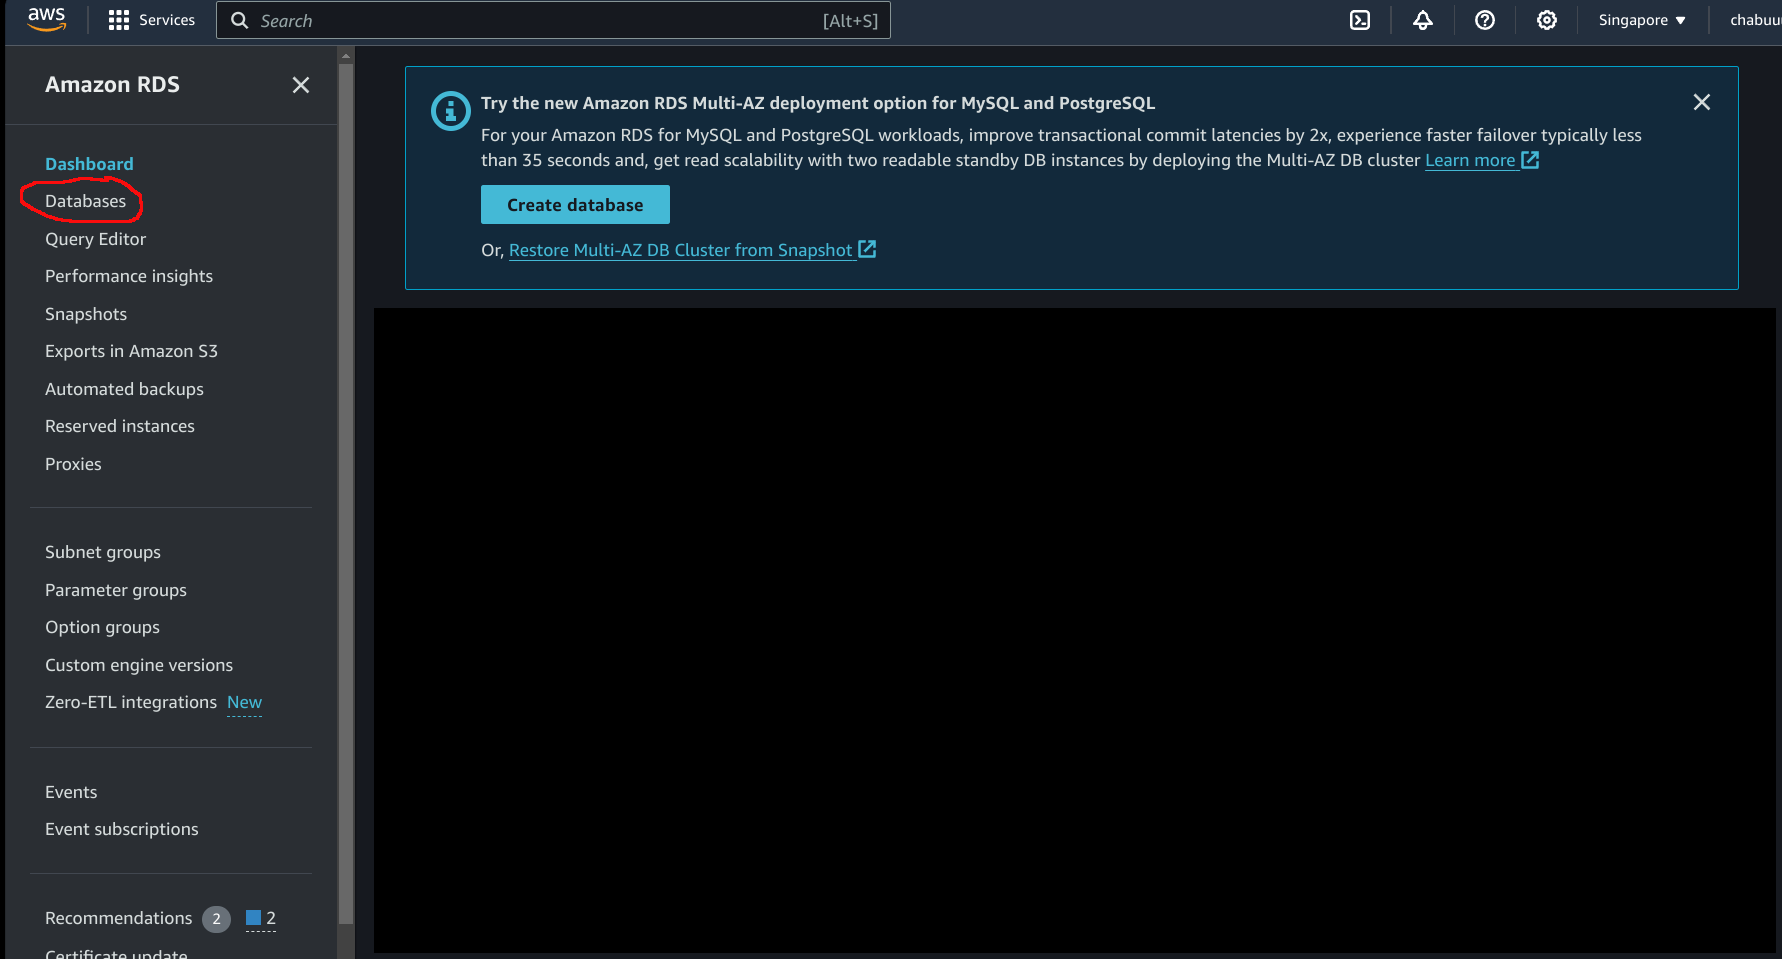 aws
Services
Search
[Alt+S]
Singapore
Amazon RDS
Dashboard
Databases
Query Editor
Performance insights
Snapshots
Exports in Amazon S3
Automated backups
Reserved instances
Proxies
Subnet groups
Parameter groups
Option groups
Custom engine versions
Zero-ETL integrations New
Events
Event subscriptions
Recommendations 2 2
Certificate update
Try the new Amazon RDS Multi-AZ deployment option for MySQL and PostgreSQL
For your Amazon RDS for MySQL and PostgreSQL workloads, improve transactional commit latencies by 2x, experience faster failover typically less
than 35 seconds and, get read scalability with two readable standby DB instances by deploying the Multi-AZ DB cluster Learn more
Create database
Or, Restore Multi-AZ DB Cluster from Snapshot